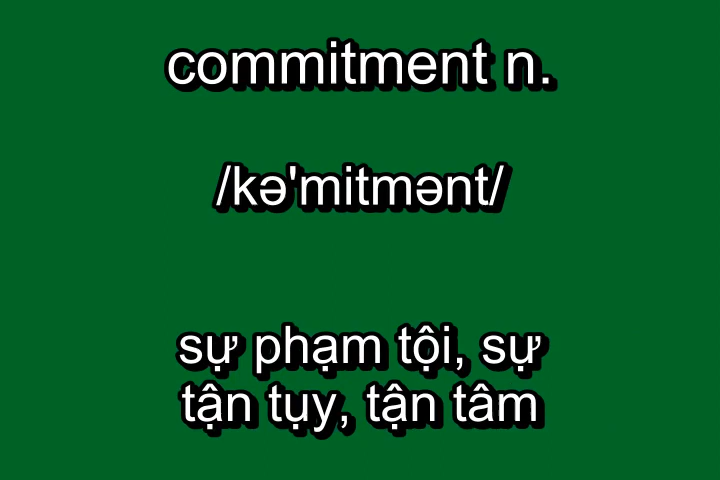 commitment n.
/kə'mitmənt/
sự phạm tội, sự
tận tụy, tận tâm